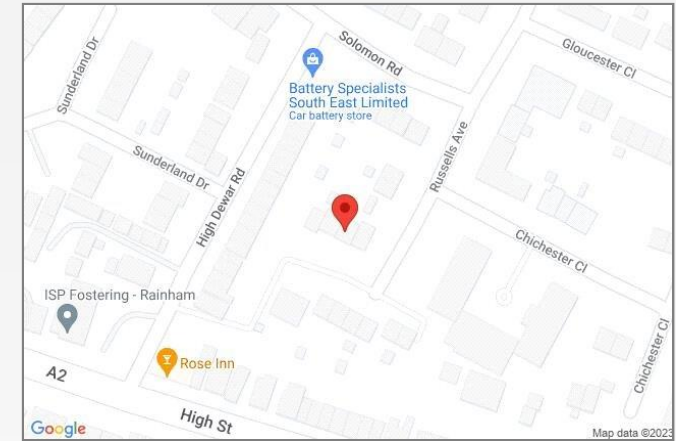 Solomon Rd
Gloucester Cl
Sunderland Dr
Battery Specialists
South East Limited
Car battery store
Russells Ave
Sunderland Dr
High Dewar Rd
Chichester Cl
ISP Fostering - Rainham
Chichester Cl
Rose Inn
A2
High St
Google
Map data ©2023